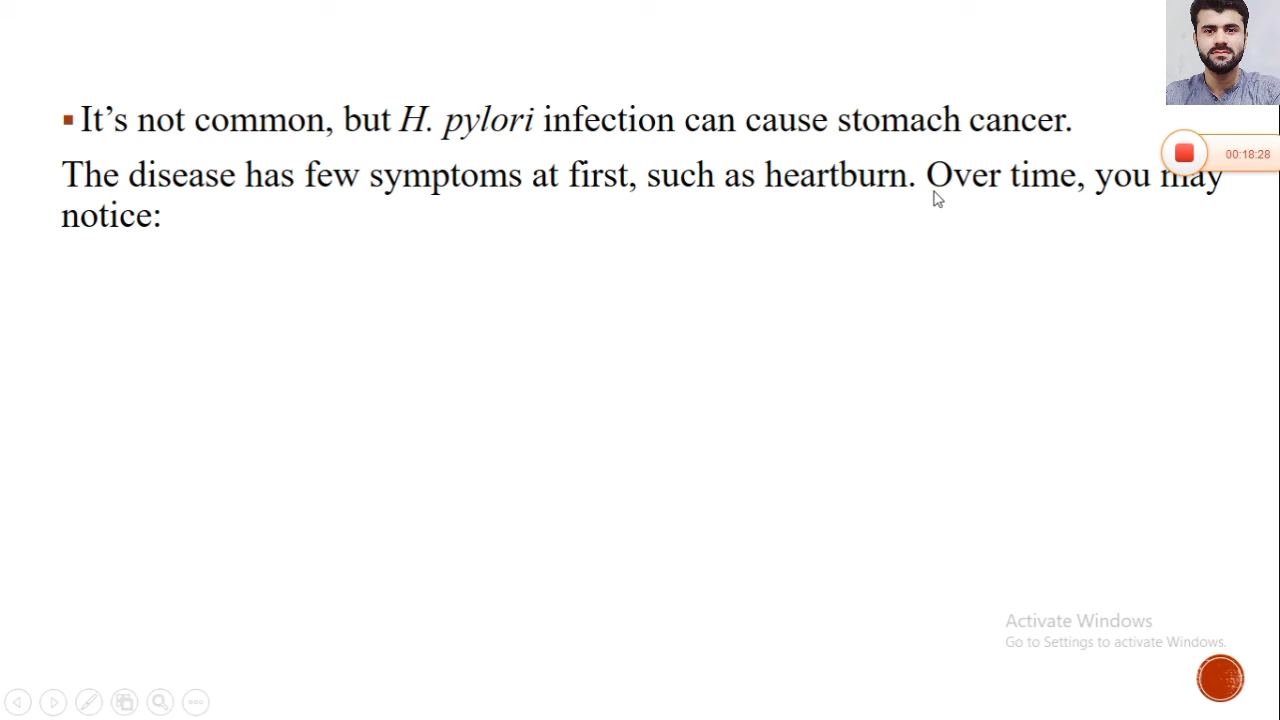 It's not common, but H. pylori infection can cause stomach cancer.
00:18:28
The disease has few symptoms at first, such as heartburn. Over time, you may
notice:
Activate Windows
Go to Settings to activate Windows.